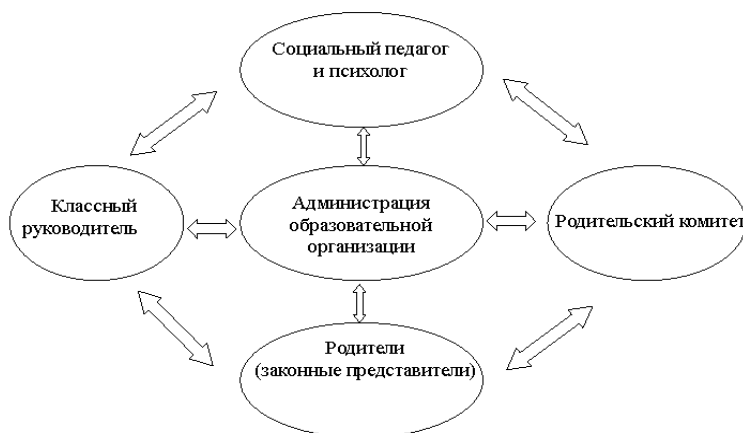 Социальный педагог
и психолог
Классный
руководитель
Администрация
образовательной
организации
Родительский комитет
Родители
(законные представители)